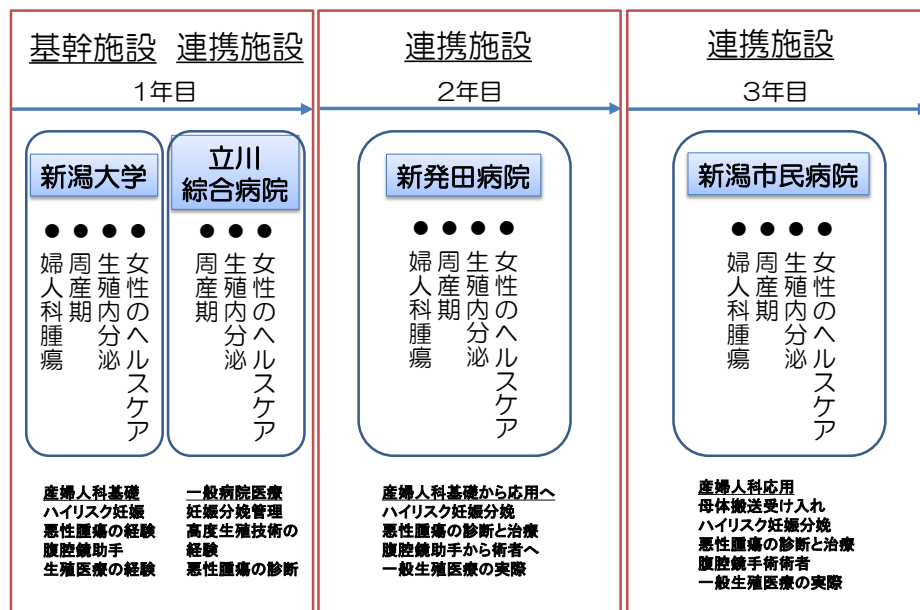 基幹施設
連携施設
1年目
新潟大学
●婦人科腫瘍
●周産期
●生殖内分泌
●女性のヘルスケア
産婦人科基礎
ハイリスク妊娠
悪性腫瘍の経験
腹腔鏡助手
生殖医療の経験
立川
綜合病院
●周産期
●生殖内分泌
●女性のヘルスケア
一般病院医療
妊娠分娩管理
高度生殖技術の
経験
悪性腫瘍の診断
連携施設
2年目
新発田病院
●婦人科腫瘍
●周産期
●生殖内分泌
●女性のヘルスケア
産婦人科基礎から応用へ
ハイリスク妊娠分娩
悪性腫瘍の診断と治療
腹腔鏡助手から術者へ
一般生殖医療の実際
連携施設
3年目
新潟市民病院
●婦人科腫瘍
●周産期
●生殖内分泌
●女性のヘルスケア
産婦人科応用
母体搬送受け入れ
ハイリスク妊娠分娩
悪性腫瘍の診断と治療
腹腔鏡手術術者
一般生殖医療の実際